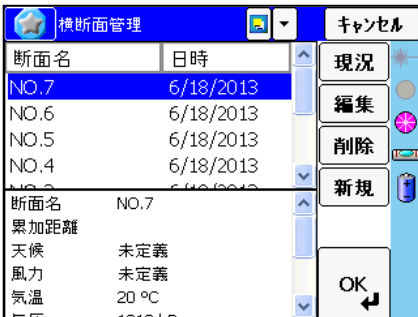 横断面管理 キャンセル
断面名 日時 現況
NO.7 6/18/2013
NO.6 6/18/2013 編集
NO.5 6/18/2013 削除
NO.4 6/18/2013
新規
断面名 NO.7
累加距離
天候 未定義
風力 未定義 OK
気温 20 ℃